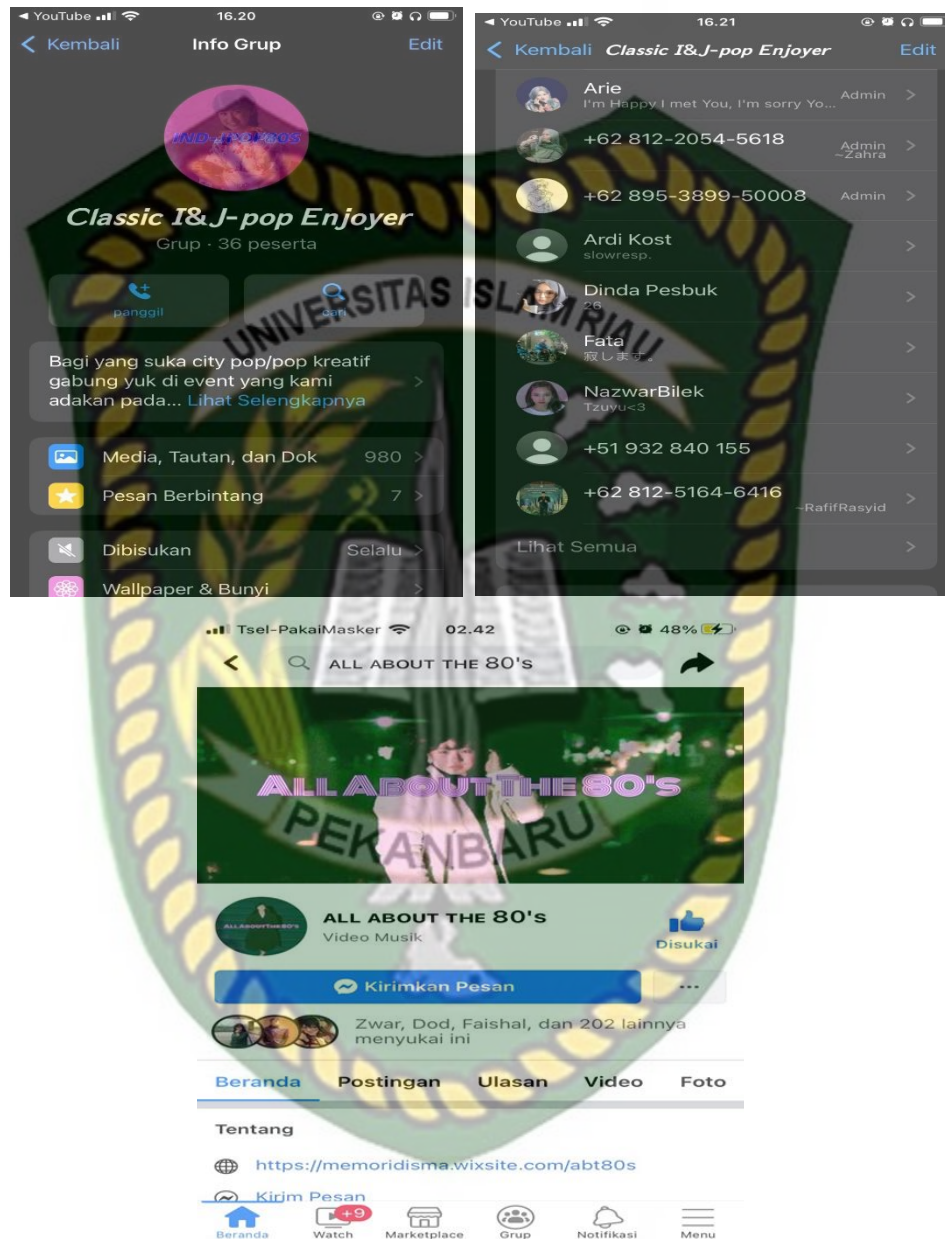 YouTube
16.20
Kembali
Info Grup
Edit
IND-JPOP80S
Classic I&J-pop Enjoyer
Grup · 36 peserta
panggil
cari
Bagi yang suka city pop/pop kreatif
gabung yuk di event yang kami
adakan pada... Lihat Selengkapnya
Media, Tautan, dan Dok
980
Pesan Berbintang
7
Dibisukan
Selalu
Wallpaper & Bunyi
YouTube
16.21
Kembali
Classic I&J-pop Enjoyer
Edit
Arie
Admin
I'm Happy I met You, I'm sorry Yo...
+62 812-2054-5618
Admin
~Zahra
+62 895-3899-50008
Admin
Ardi Kost
slowresp.
Dinda Pesbuk
26
Fata
寂します。
NazwarBilek
Tzuyu<3
+51 932 840 155
+62 812-5164-6416
~RafifRasyid
Lihat Semua
UNIVERSITAS ISLAM RIAU
Tsel-PakaiMasker
02.42
48%
ALL ABOUT THE 80'S
ALL ABOUT THE 80'S
PEKANBARU
ALL ABOUT THE 80'S
ALL ABOUT THE 80'S
Video Musik
Disukai
Kirimkan Pesan
Zwar, Dod, Faishal, dan 202 lainnya
menyukai ini
Beranda
Postingan
Ulasan
Video
Foto
Tentang
https://memoridisma.wixsite.com/abt80s
Kirim Pesan
+9
Beranda
Watch
Marketplace
Grup
Notifikasi
Menu